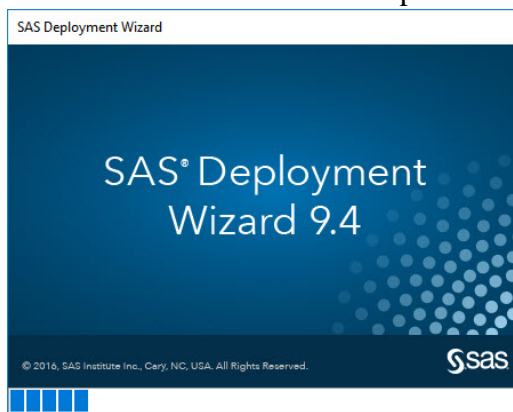 SAS Deployment Wizard
SAS® Deployment
Wizard 9.4
© 2016, SAS Institute Inc., Cary, NC, USA. All Rights Reserved.
sas